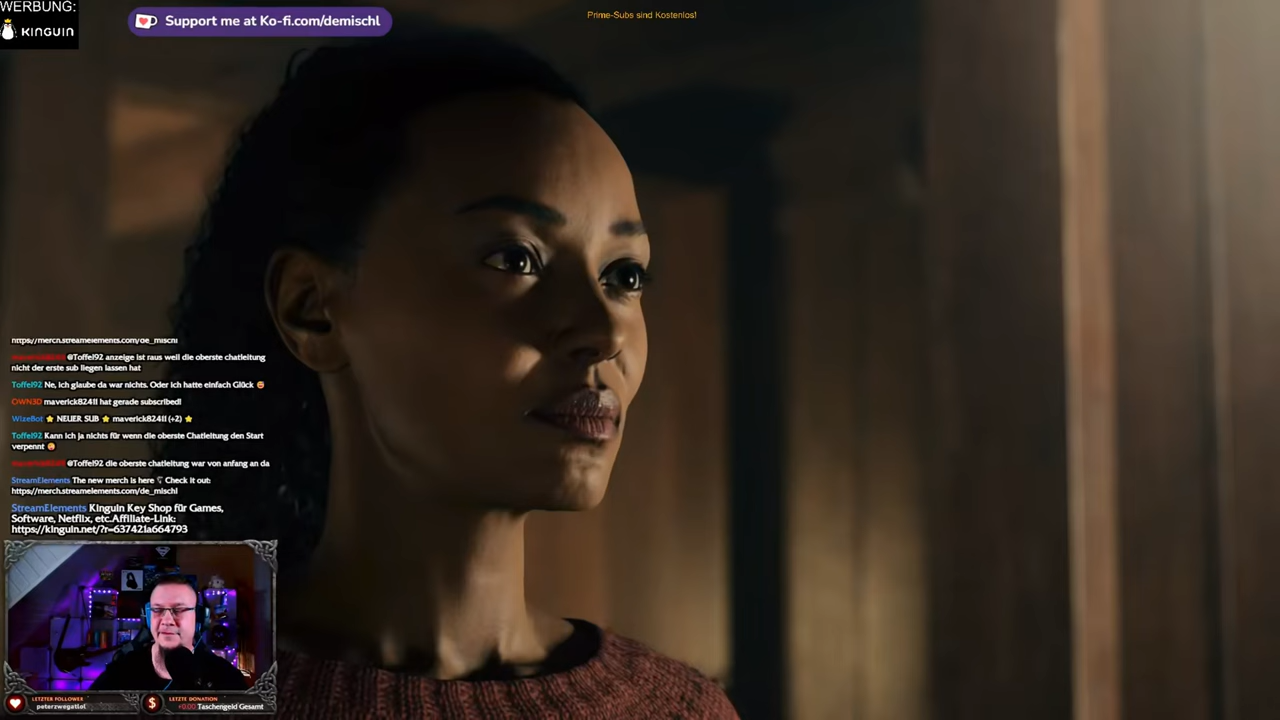 WERBUNG:
KINGUIN
Support me at Ko-fi.com/demischl
Prime-Subs sind Kostenlos!
https://merch.streamelements.com/de_mischl
@Toffel92 anzeige ist raus weil die oberste chatleitung
nicht der erste sub liegen lassen hat
Toffel92 Ne, ich glaube da war nichts. Oder ich hatte einfach Glück
OWN3D maverick82411 hat gerade subscribed!
WizeBot ⭐ NEUER SUB ⭐ maverick82411 (+2) ⭐
Toffel92 Kann ich ja nichts für wenn die oberste Chatleitung den Start
verpennt
@Toffel92 die oberste chatleitung war von anfang an da
StreamElements The new merch is here Check it out:
https://merch.streamelements.com/de_mischl
StreamElements Kinguin Key Shop für Games,
Software, Netflix, etc.Affiliate-Link:
https://kinguin.net/?r=637421a664793
LETZTER FOLLOWER
peterzwegatlol
LETZTE DONATION
Taschengeld Gesamt